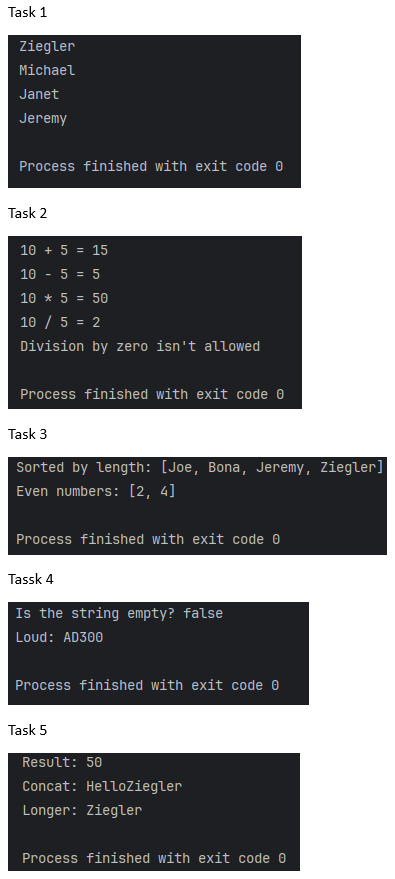 Task 1
Ziegler
Michael
Janet
Jeremy
Process finished with exit code 0
Task 2
10 + 5 = 15
10 - 5 = 5
10 * 5 = 50
10 / 5 = 2
Division by zero isn't allowed
Process finished with exit code 0
Task 3
Sorted by length: [Joe, Bona, Jeremy, Ziegler]
Even numbers: [2, 4]
Process finished with exit code 0
Tassk 4
Is the string empty? false
Loud: AD300
Process finished with exit code 0
Task 5
Result: 50
Concat: HelloZiegler
Longer: Ziegler
Process finished with exit code 0